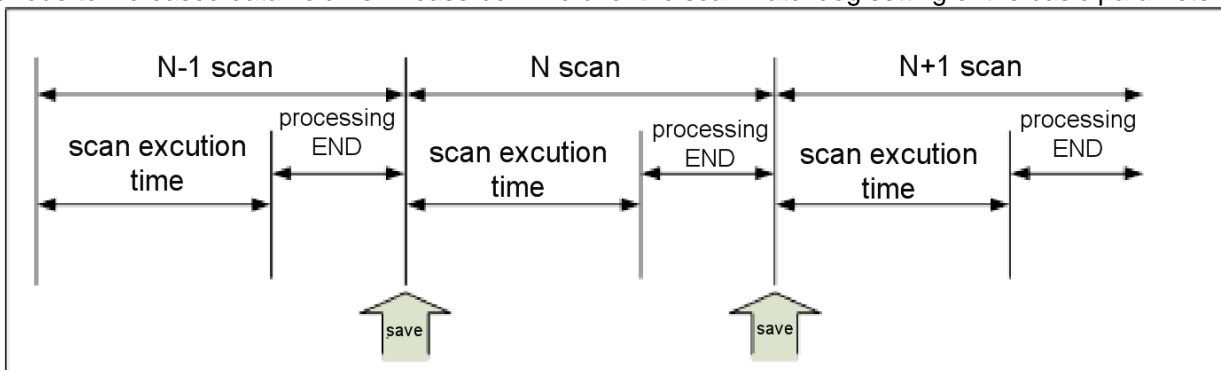 N-1 scan
N scan
N+1 scan
scan excution
time
processing
END
scan excution
time
processing
END
scan excution
time
processing
END
save
save